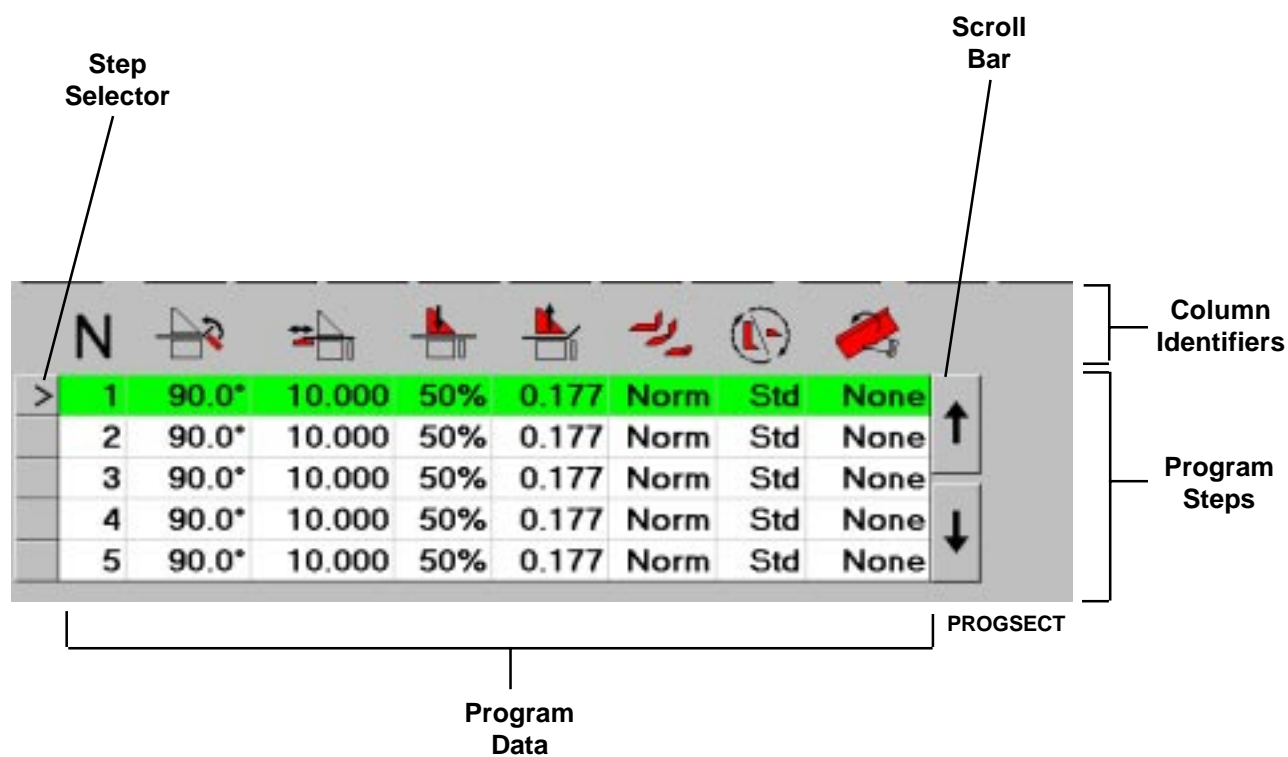 Scroll
Bar
Step
Selector
N
Column
Identifiers
> 1 90.0° 10.000 50% 0.177 Norm Std None
2 90.0° 10.000 50% 0.177 Norm Std None
3 90.0° 10.000 50% 0.177 Norm Std None
4 90.0° 10.000 50% 0.177 Norm Std None
5 90.0° 10.000 50% 0.177 Norm Std None
Program
Steps
PROGSECT
Program
Data